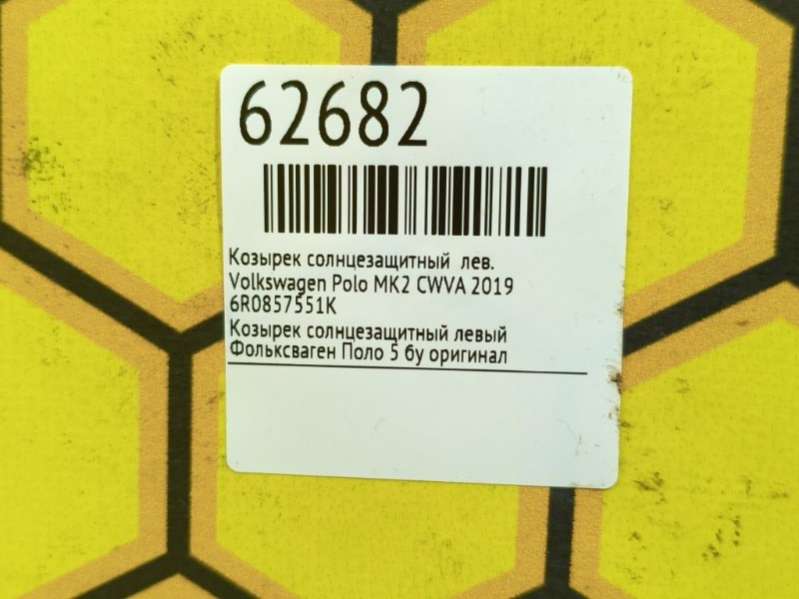 62682
Козырек солнцезащитный лев.
Volkswagen Polo MK2 CWVA 2019
6R0857551K
Козырек солнцезащитный левый
Фольксваген Поло 5 бу оригинал